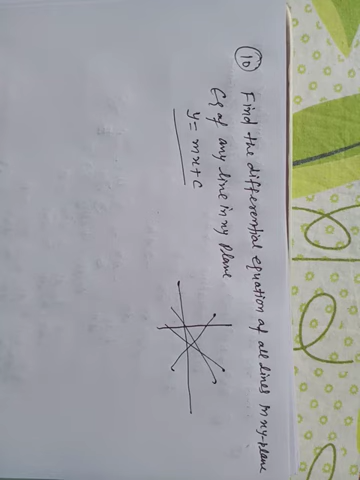 10 Find the differential equation of all lines in xy-plane
Eq of any line in xy plane
y = mx + c